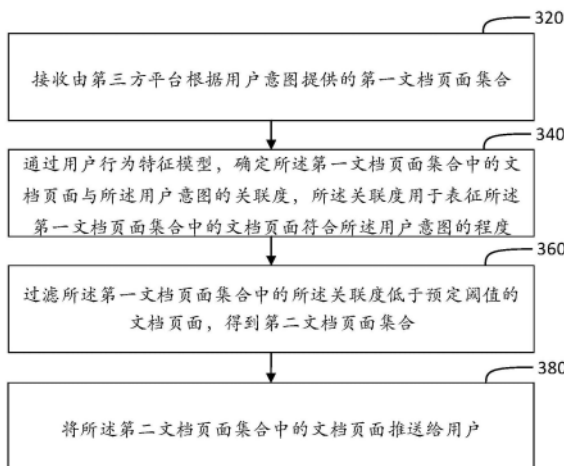 320
接收由第三方平台根据用户意图提供的第一文档页面集合
340
通过用户行为特征模型，确定所述第一文档页面集合中的文
档页面与所述用户意图的关联度，所述关联度用于表征所述
第一文档页面集合中的文档页面符合所述用户意图的程度
360
过滤所述第一文档页面集合中的所述关联度低于预定阈值的
文档页面，得到第二文档页面集合
380
将所述第二文档页面集合中的文档页面推送给用户